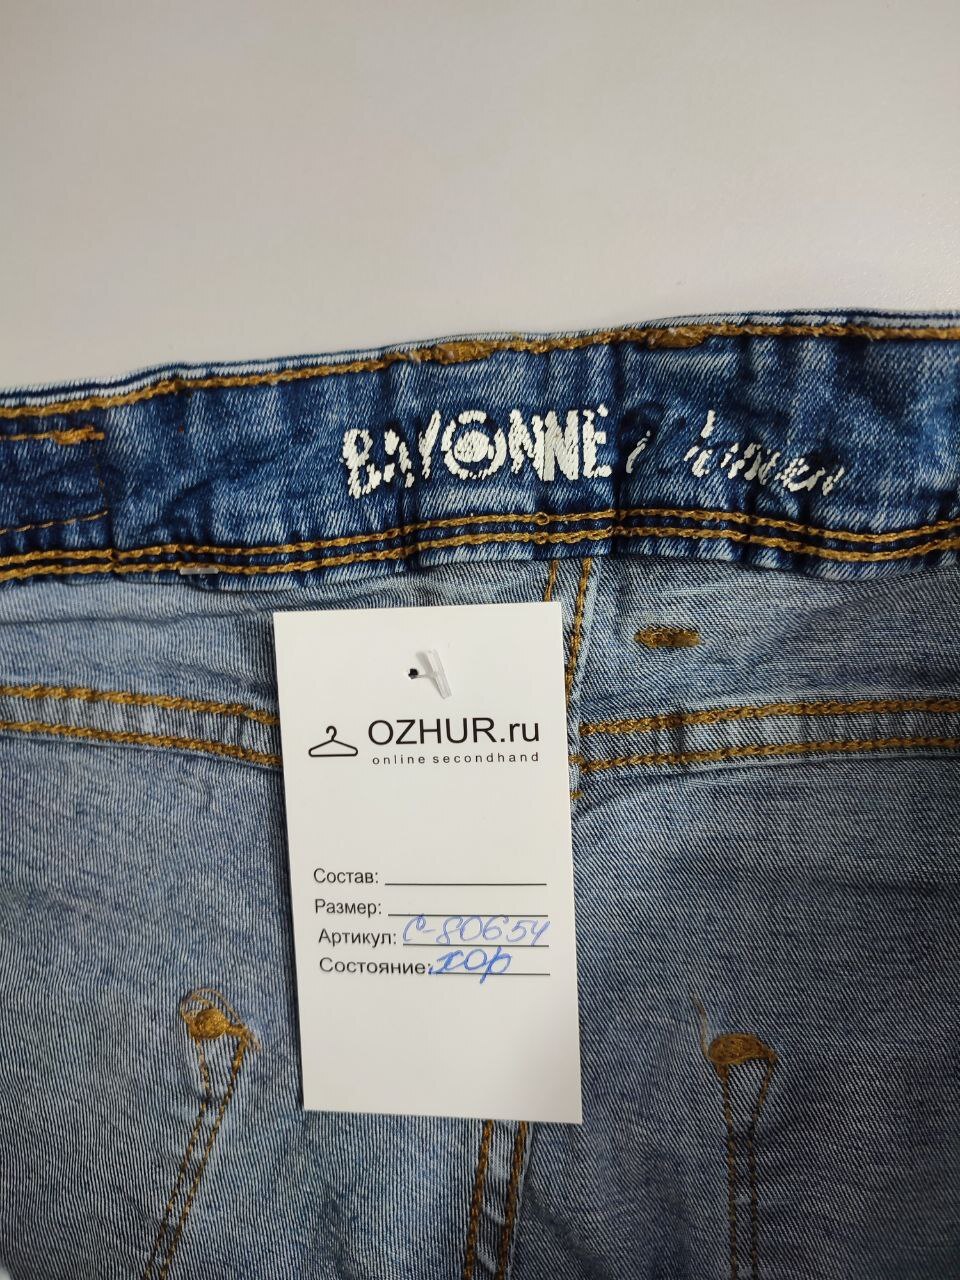 BAYONNE
OZHUR.ru
online secondhand
Состав:
Размер:
Артикул: С-80654
Состояние: хор